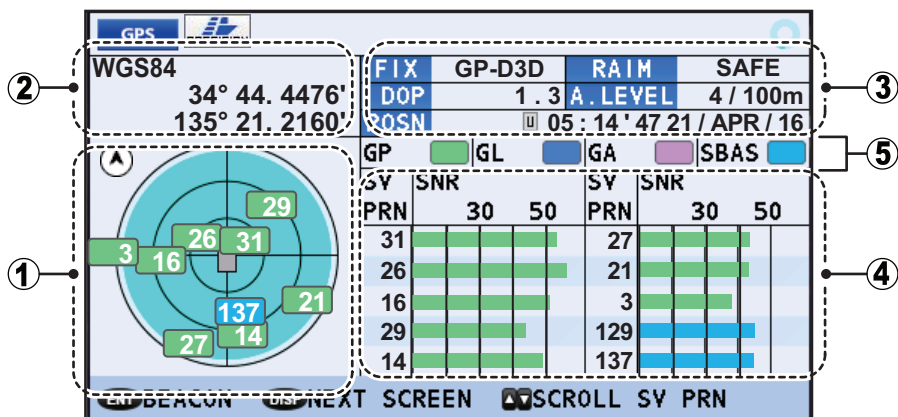 GPS
WGS84
34° 44. 4476'
135° 21. 2160'
FIX GP-D3D RAIM SAFE
DOP 1.3 A.LEVEL 4 / 100m
POSN U 05 : 14 ' 47 21 / APR / 16
GP GL GA SBAS
SV SNR SV SNR
PRN 30 50 PRN 30 50
31 27
26 21
16 3
29 129
14 137
29
26 31
3
16
21
137
14
27
ENT BEACON DISP NEXT SCREEN SCROLL SV PRN
1
2
3
4
5